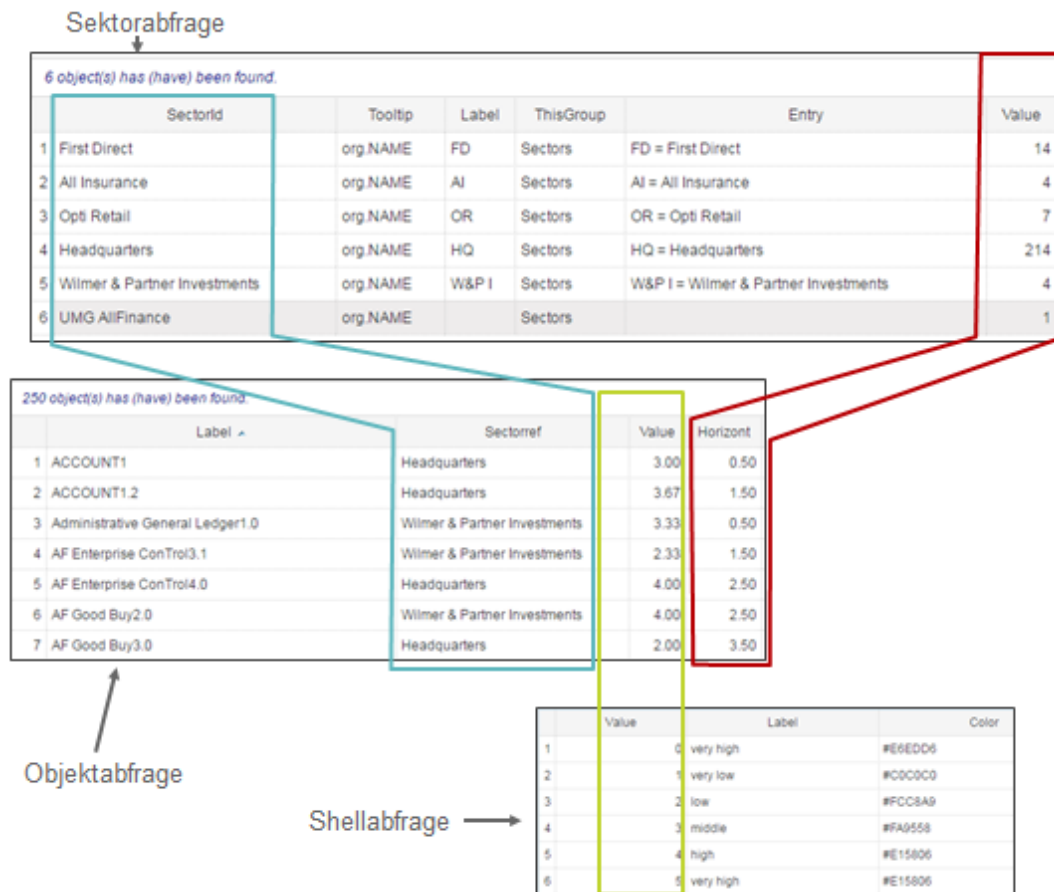 Sektorabfrage
6 object(s) has (have) been found.
SectorId Tooltip Label ThisGroup Entry Value
1 First Direct org.NAME FD Sectors FD = First Direct 14
2 All Insurance org.NAME AI Sectors AI = All Insurance 4
3 Opti Retail org.NAME OR Sectors OR = Opti Retail 7
4 Headquarters org.NAME HQ Sectors HQ = Headquarters 214
5 Wilmer & Partner Investments org.NAME W&P I Sectors W&P I = Wilmer & Partner Investments 4
6 UMG AllFinance org.NAME Sectors 1
250 object(s) has (have) been found.
Label Sectorref Value Horizont
1 ACCOUNT1 Headquarters 3.00 0.50
2 ACCOUNT1.2 Headquarters 3.67 1.50
3 Administrative General Ledger1.0 Wilmer & Partner Investments 3.33 0.50
4 AF Enterprise ConTrol3.1 Wilmer & Partner Investments 2.33 1.50
5 AF Enterprise ConTrol4.0 Headquarters 4.00 2.50
6 AF Good Buy2.0 Wilmer & Partner Investments 4.00 2.50
7 AF Good Buy3.0 Headquarters 2.00 3.50
Objektabfrage
Shellabfrage
Value Label Color
1 0 very high #E6EDD6
2 1 very low #C0C0C0
3 2 low #FCC8A9
4 3 middle #FA9558
5 4 high #E15806
6 5 very high #E15806